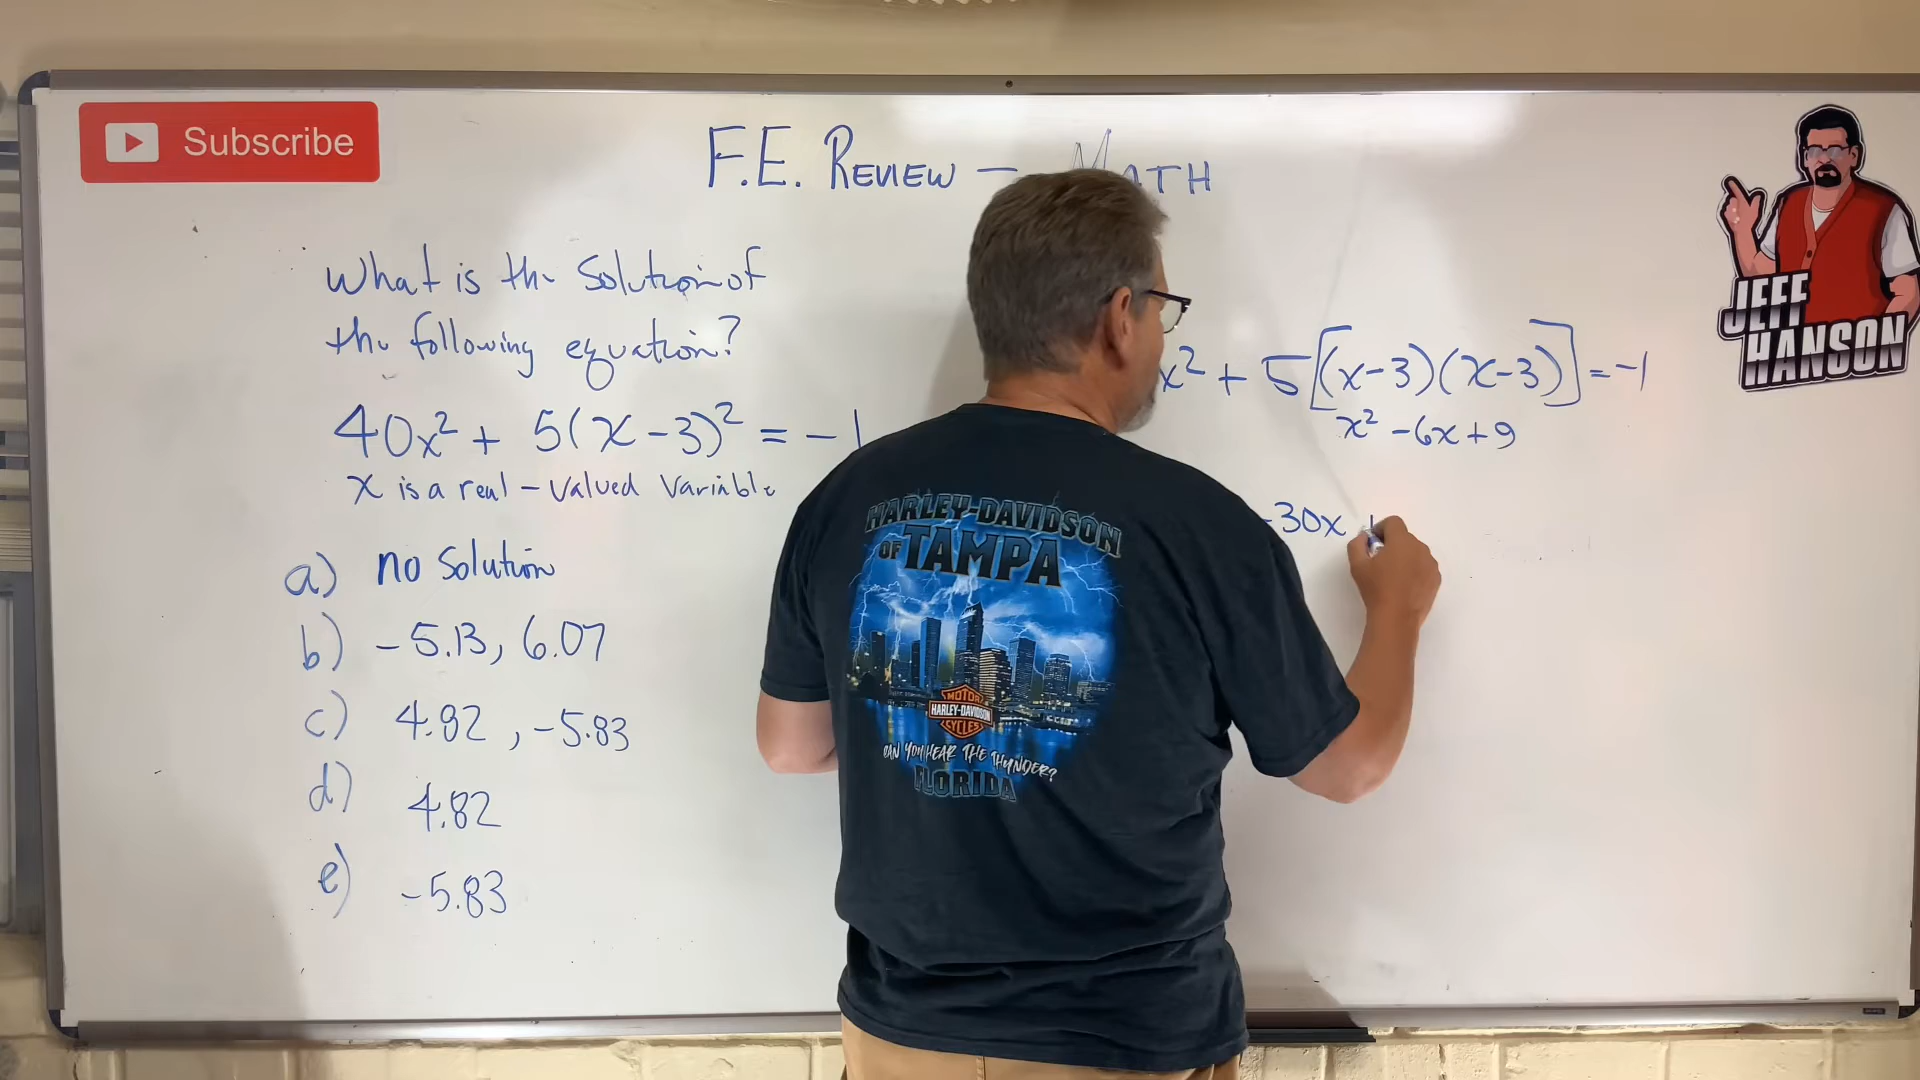 Subscribe
F.E. REVIEW - MATH
What is the solution of
the following equation?
40x² + 5(x-3)² = -1
x is a real-valued variable
a) no solution
b) -5.13, 6.07
c) 4.82, -5.83
d) 4.82
e) -5.83
x² + 5[(x-3)(x-3)] = -1
x² - 6x + 9
-30x +
JEFF
HANSON
HARLEY-DAVIDSON
OF TAMPA
MOTOR
HARLEY-DAVIDSON
CYCLES
CAN YOU HEAR THE THUNDER?
FLORIDA